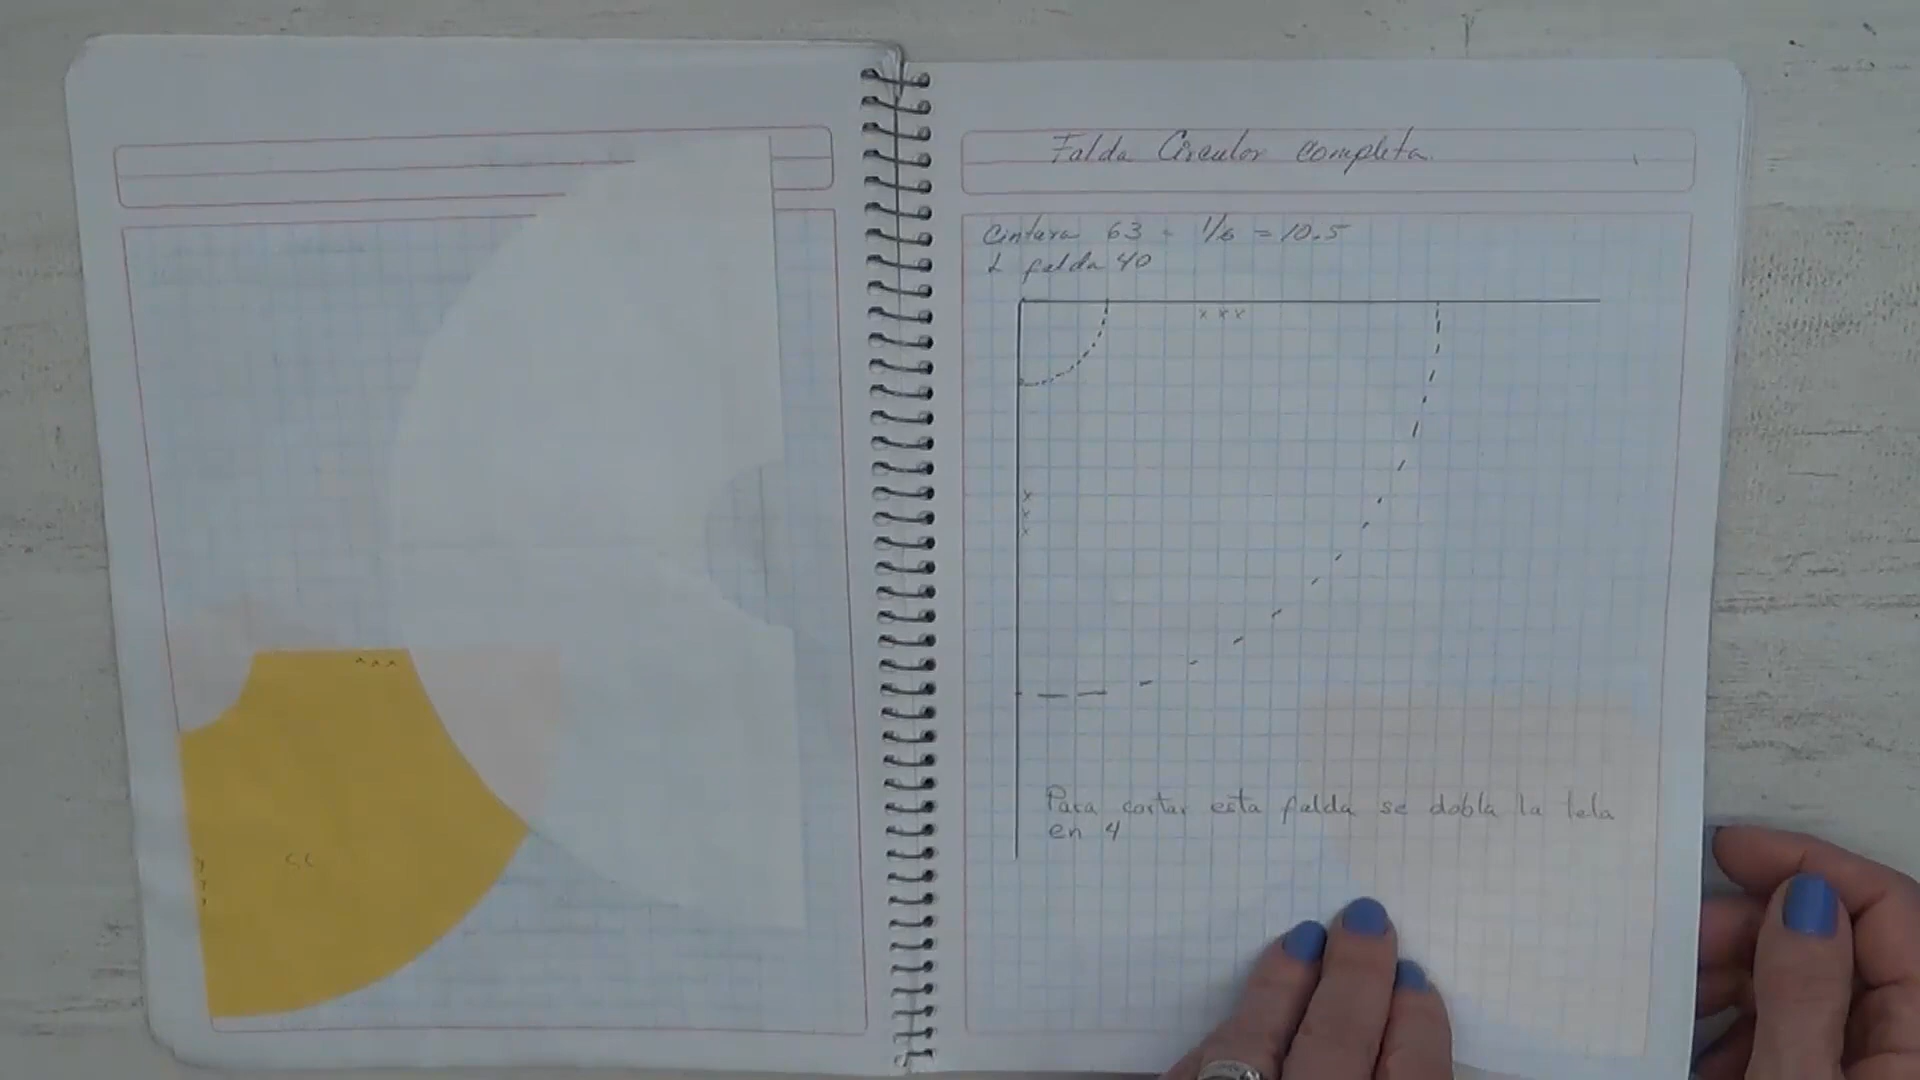 Falda Circular completa
Cintura 63 - 1/6 = 10.5
L falda 40
x x x
x
x
x
Para cortar esta falda se dobla la tela
en 4